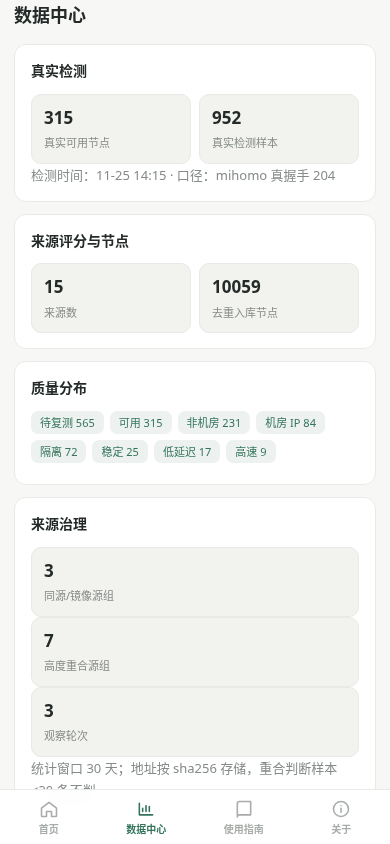 数据中心
真实检测
315
真实可用节点
952
真实检测样本
检测时间：11-25 14:15 · 口径：mihomo 真握手 204
来源评分与节点
15
来源数
10059
去重入库节点
质量分布
待复测 565
可用 315
非机房 231
机房 IP 84
隔离 72
稳定 25
低延迟 17
高速 9
来源治理
3
同源/镜像源组
7
高度重合源组
3
观察轮次
统计窗口 30 天；地址按 sha256 存储，重合判断样本
首页
数据中心
使用指南
关于